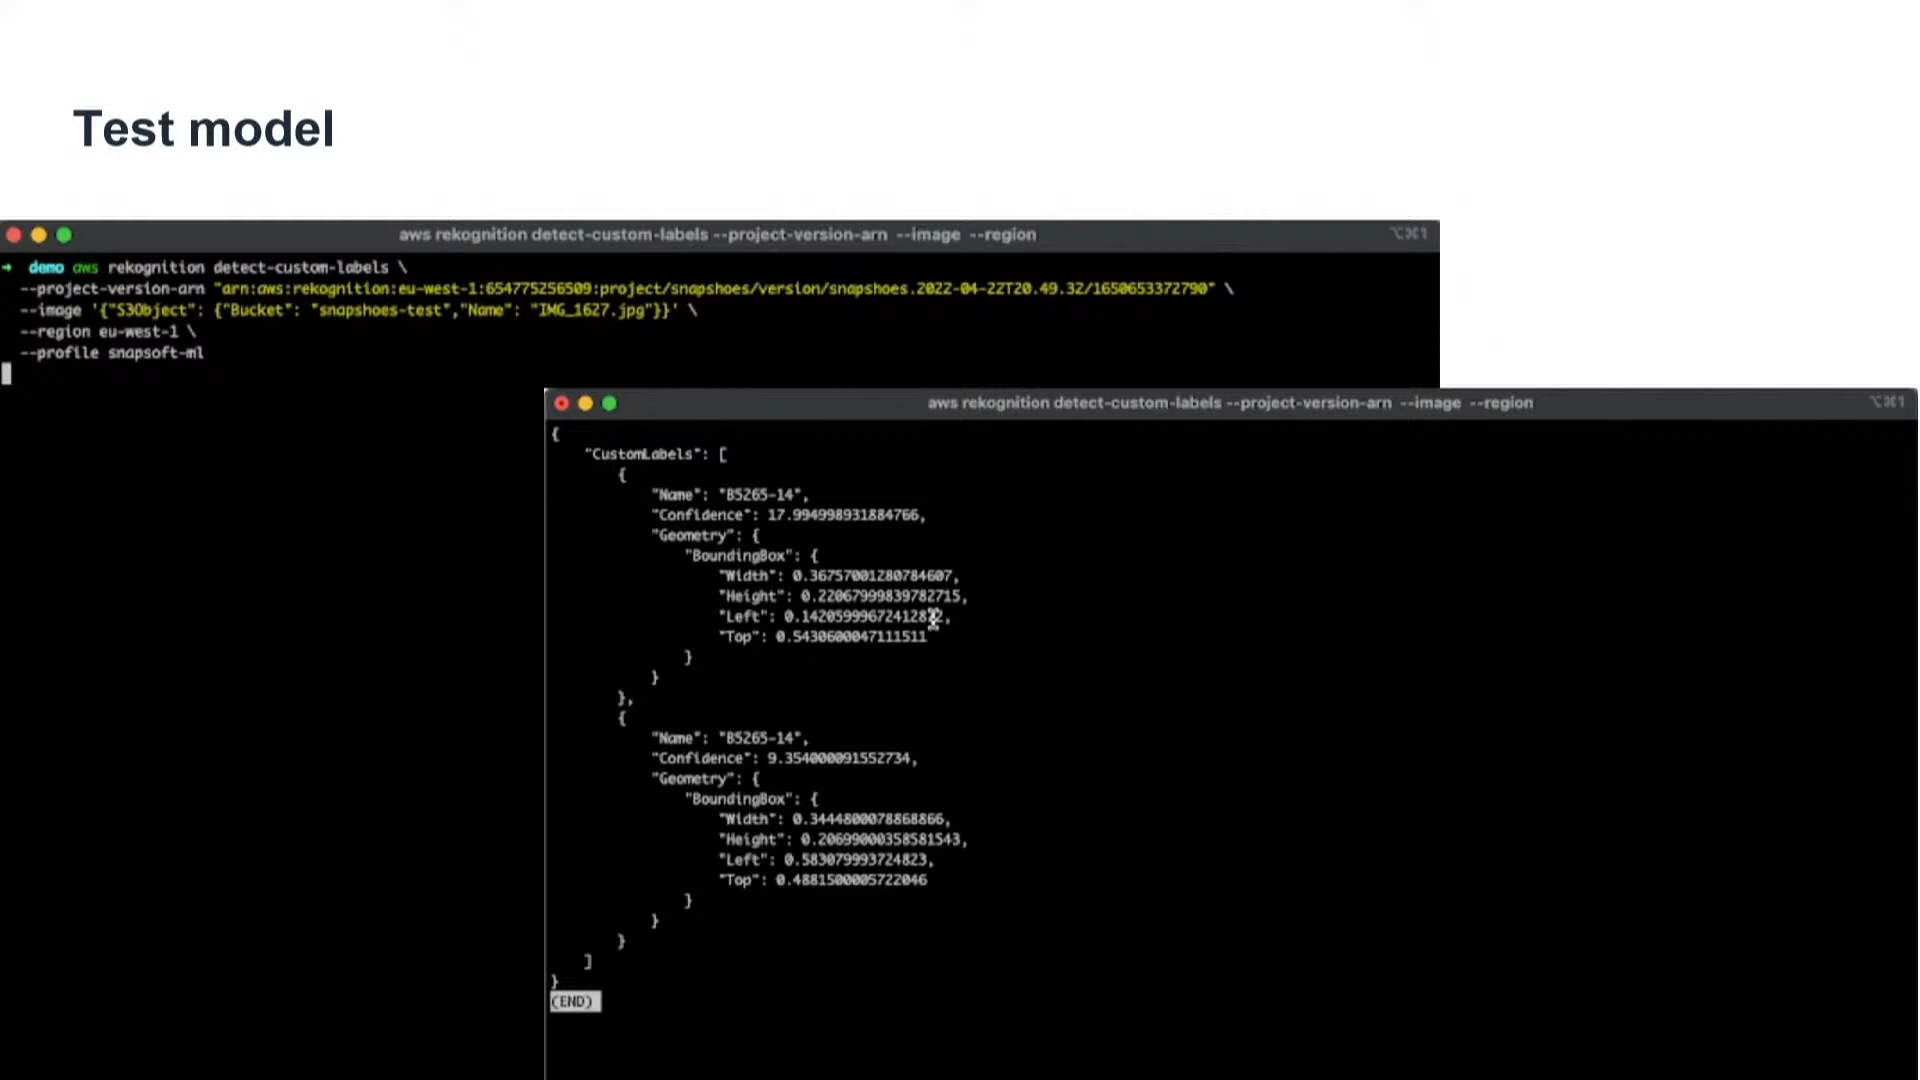 Test model
aws rekognition detect-custom-labels --project-version-arn --image --region
⌥⌘1
→ demo aws rekognition detect-custom-labels \
--project-version-arn "arn:aws:rekognition:eu-west-1:654775256509:project/snapshoes/version/snapshoes.2022-04-22T20.49.32/1650653372790" \
--image '{"S3Object": {"Bucket": "snapshoes-test","Name": "IMG_1627.jpg"}}' \
--region eu-west-1 \
--profile snapsoft-ml
aws rekognition detect-custom-labels --project-version-arn --image --region
⌥⌘1
{
"CustomLabels": [
{
"Name": "B5265-14",
"Confidence": 17.994998931884766,
"Geometry": {
"BoundingBox": {
"Width": 0.36757001280784607,
"Height": 0.22067999839782715,
"Left":
"Top": 0.5430600047111511
}
}
},
{
"Name": "B5265-14",
"Confidence": 9.354000091552734,
"Geometry": {
"BoundingBox": {
"Width": 0.3444800078868866,
"Height": 0.20699000358581543,
"Left": 0.583079993724823,
"Top": 0.4881500005722046
}
}
}
]
}
(END)